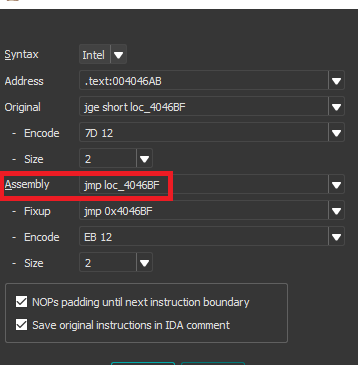 Syntax Intel
Address .text:004046AB
Original jge short loc_4046BF
- Encode 7D 12
- Size 2
Assembly jmp loc_4046BF
- Fixup jmp 0x4046BF
- Encode EB 12
- Size 2
NOPs padding until next instruction boundary
Save original instructions in IDA comment